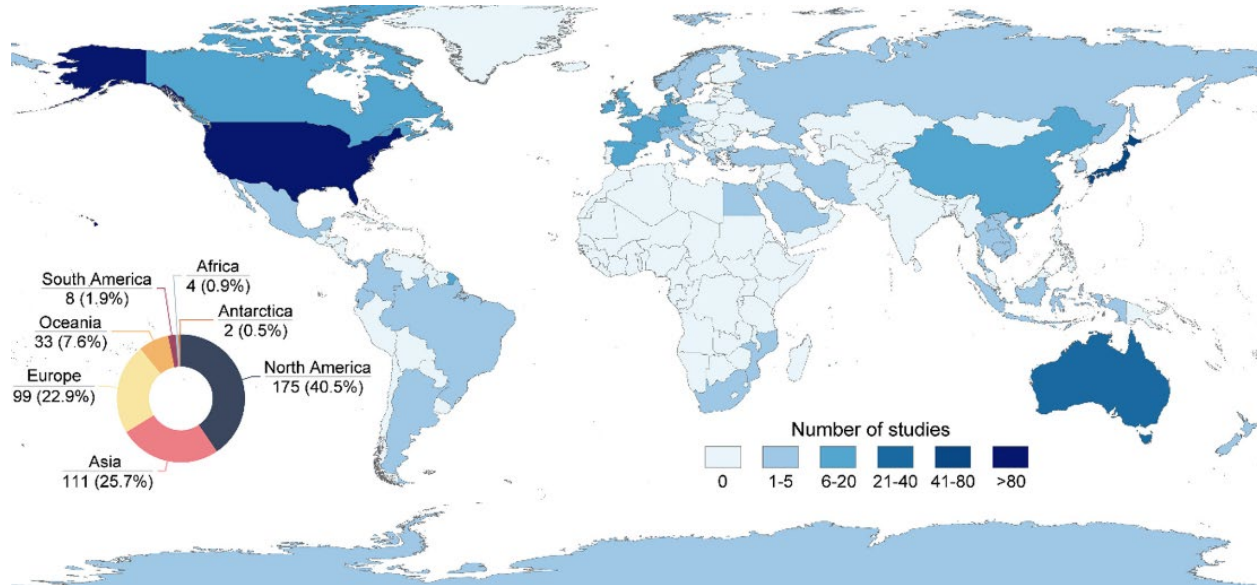 Africa
4 (0.9%)
South America
8 (1.9%)
Antarctica
2 (0.5%)
Oceania
33 (7.6%)
North America
175 (40.5%)
Europe
99 (22.9%)
Asia
111 (25.7%)
Number of studies
0 1-5 6-20 21-40 41-80 >80